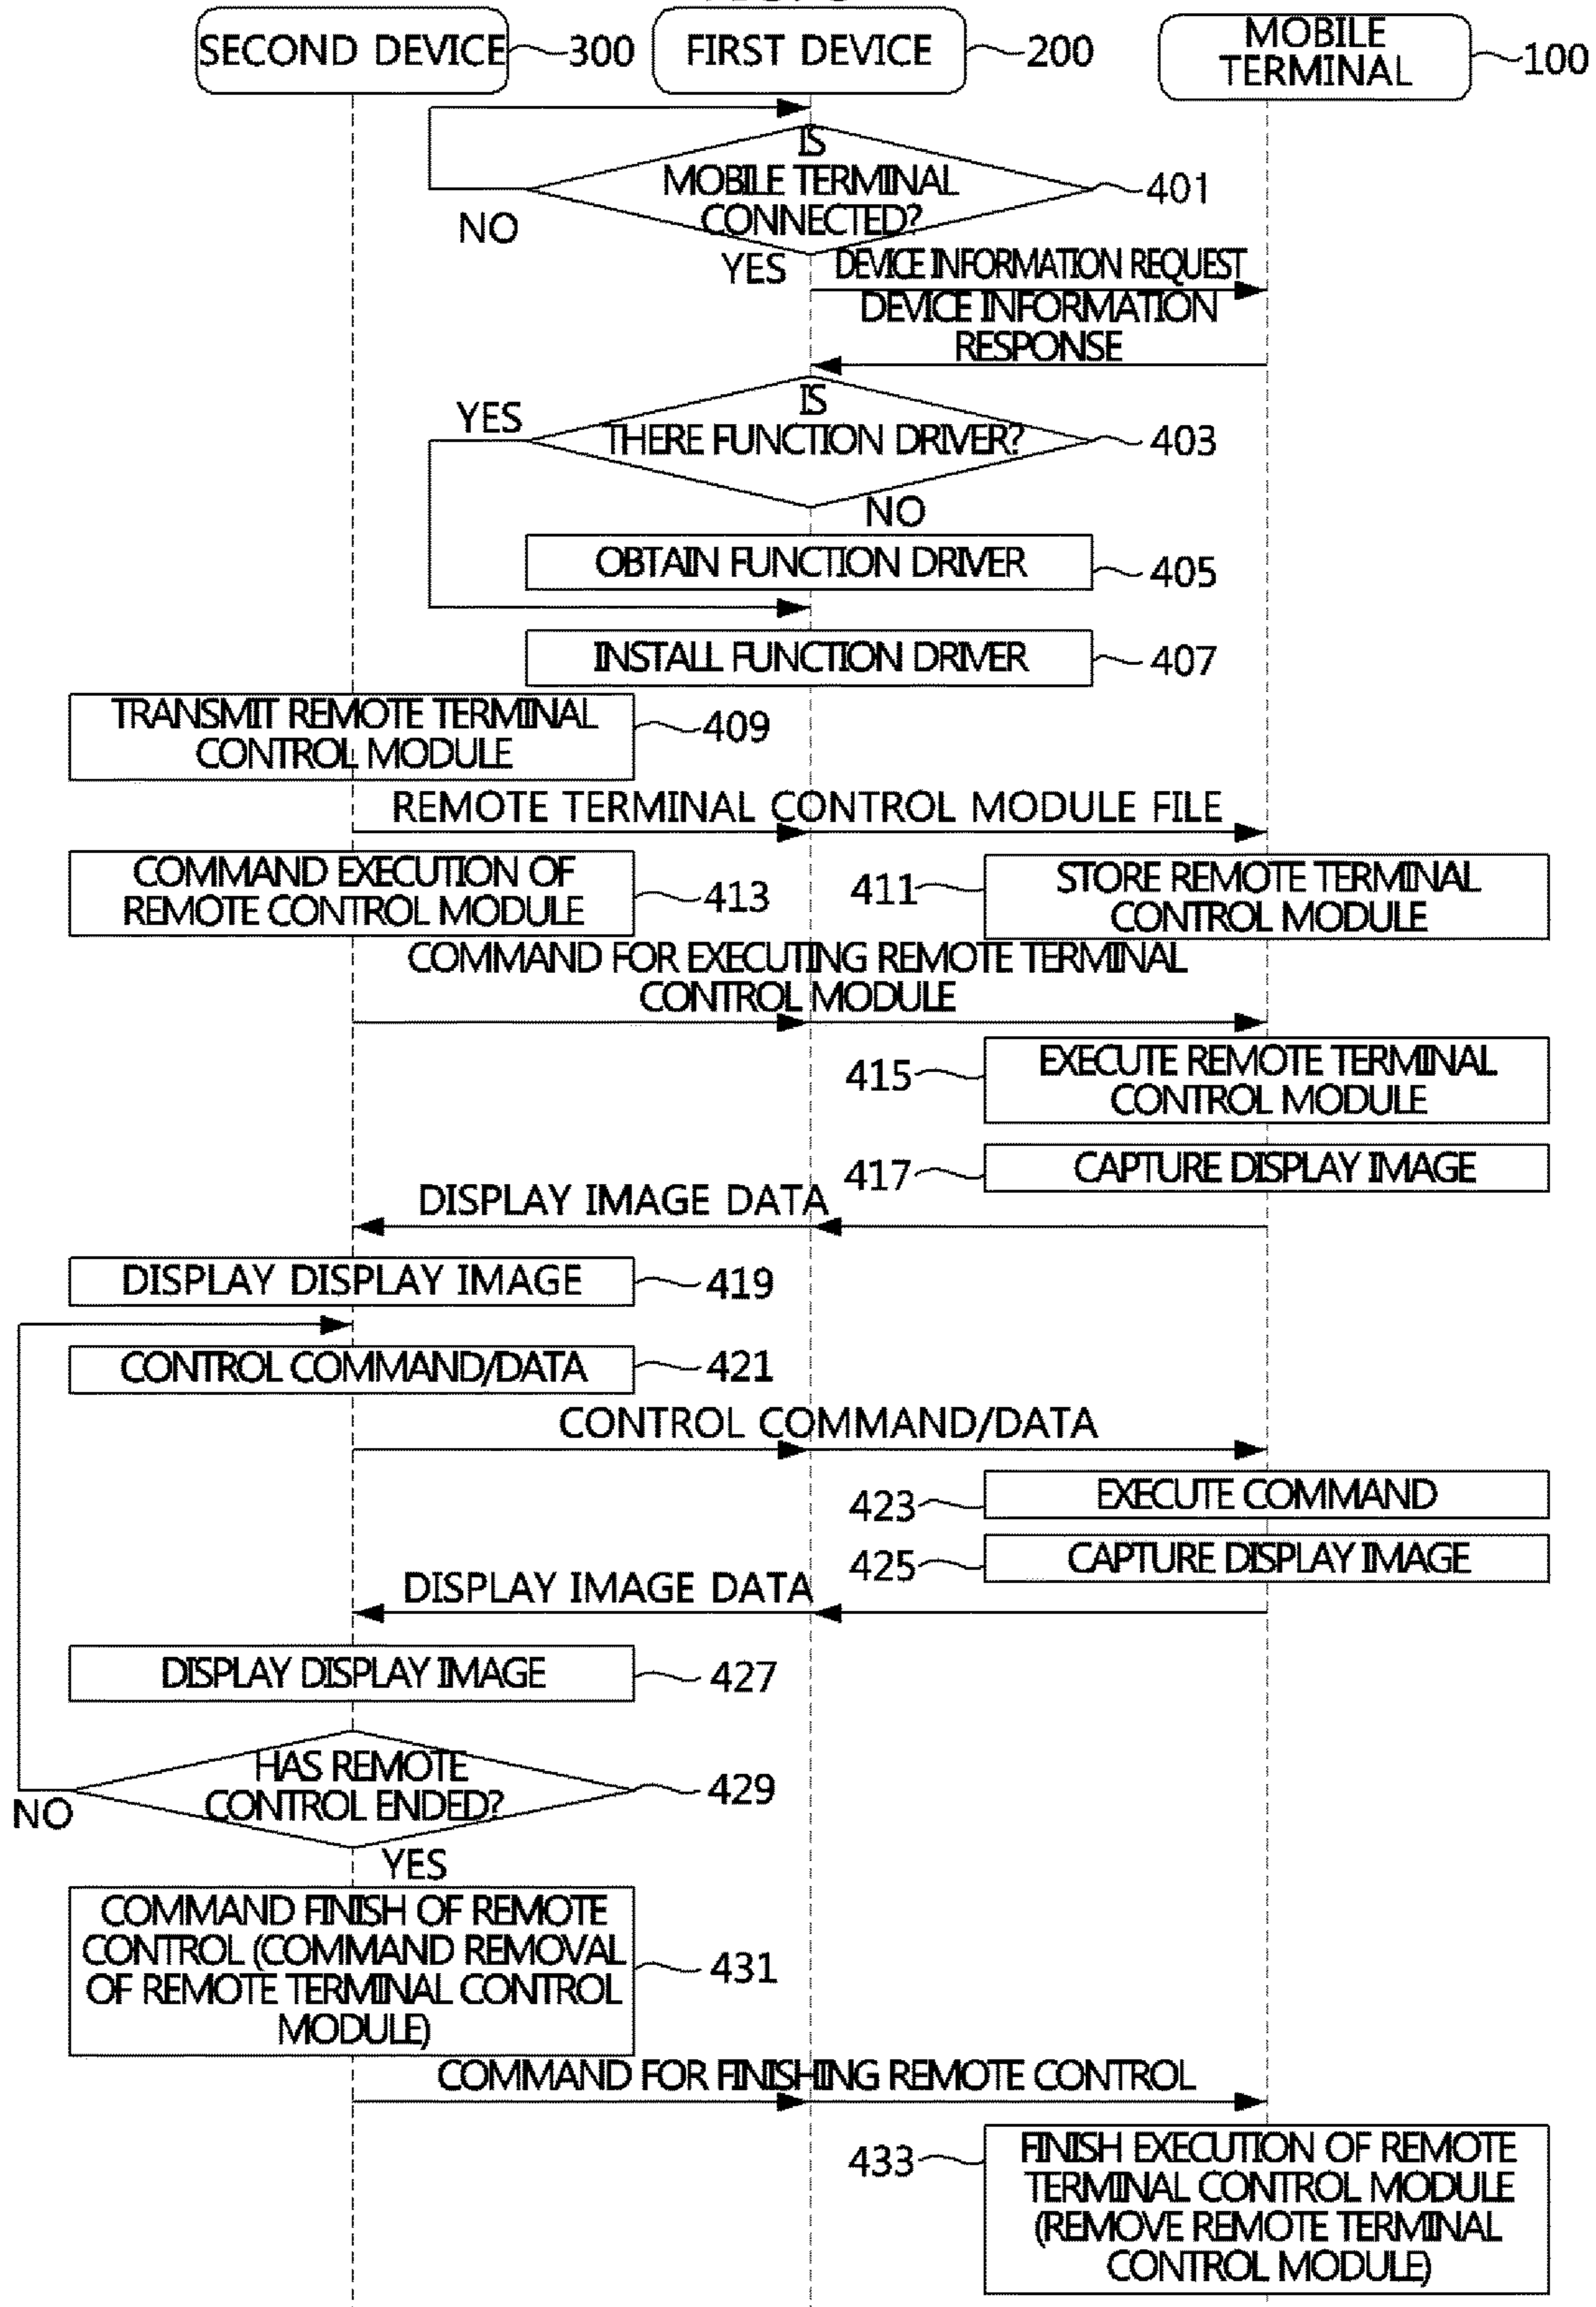 SECOND DEVICE
300
FIRST DEVICE
200
MOBILE
TERMINAL
100
IS
MOBILE TERMINAL
CONNECTED?
401
NO
YES
DEVICE INFORMATION REQUEST
DEVICE INFORMATION
RESPONSE
IS
THERE FUNCTION DRIVER?
403
YES
NO
OBTAIN FUNCTION DRIVER
405
INSTALL FUNCTION DRIVER
407
TRANSMIT REMOTE TERMINAL
CONTROL MODULE
409
REMOTE TERMINAL CONTROL MODULE FILE
COMMAND EXECUTION OF
REMOTE CONTROL MODULE
413
411
STORE REMOTE TERMINAL
CONTROL MODULE
COMMAND FOR EXECUTING REMOTE TERMINAL
CONTROL MODULE
415
EXECUTE REMOTE TERMINAL
CONTROL MODULE
417
CAPTURE DISPLAY IMAGE
DISPLAY IMAGE DATA
DISPLAY DISPLAY IMAGE
419
CONTROL COMMAND/DATA
421
CONTROL COMMAND/DATA
423
EXECUTE COMMAND
425
CAPTURE DISPLAY IMAGE
DISPLAY IMAGE DATA
DISPLAY DISPLAY IMAGE
427
HAS REMOTE
CONTROL ENDED?
429
NO
YES
COMMAND FINISH OF REMOTE
CONTROL (COMMAND REMOVAL
OF REMOTE TERMINAL CONTROL
MODULE)
431
COMMAND FOR FINISHING REMOTE CONTROL
433
FINISH EXECUTION OF REMOTE
TERMINAL CONTROL MODULE
(REMOVE REMOTE TERMINAL
CONTROL MODULE)